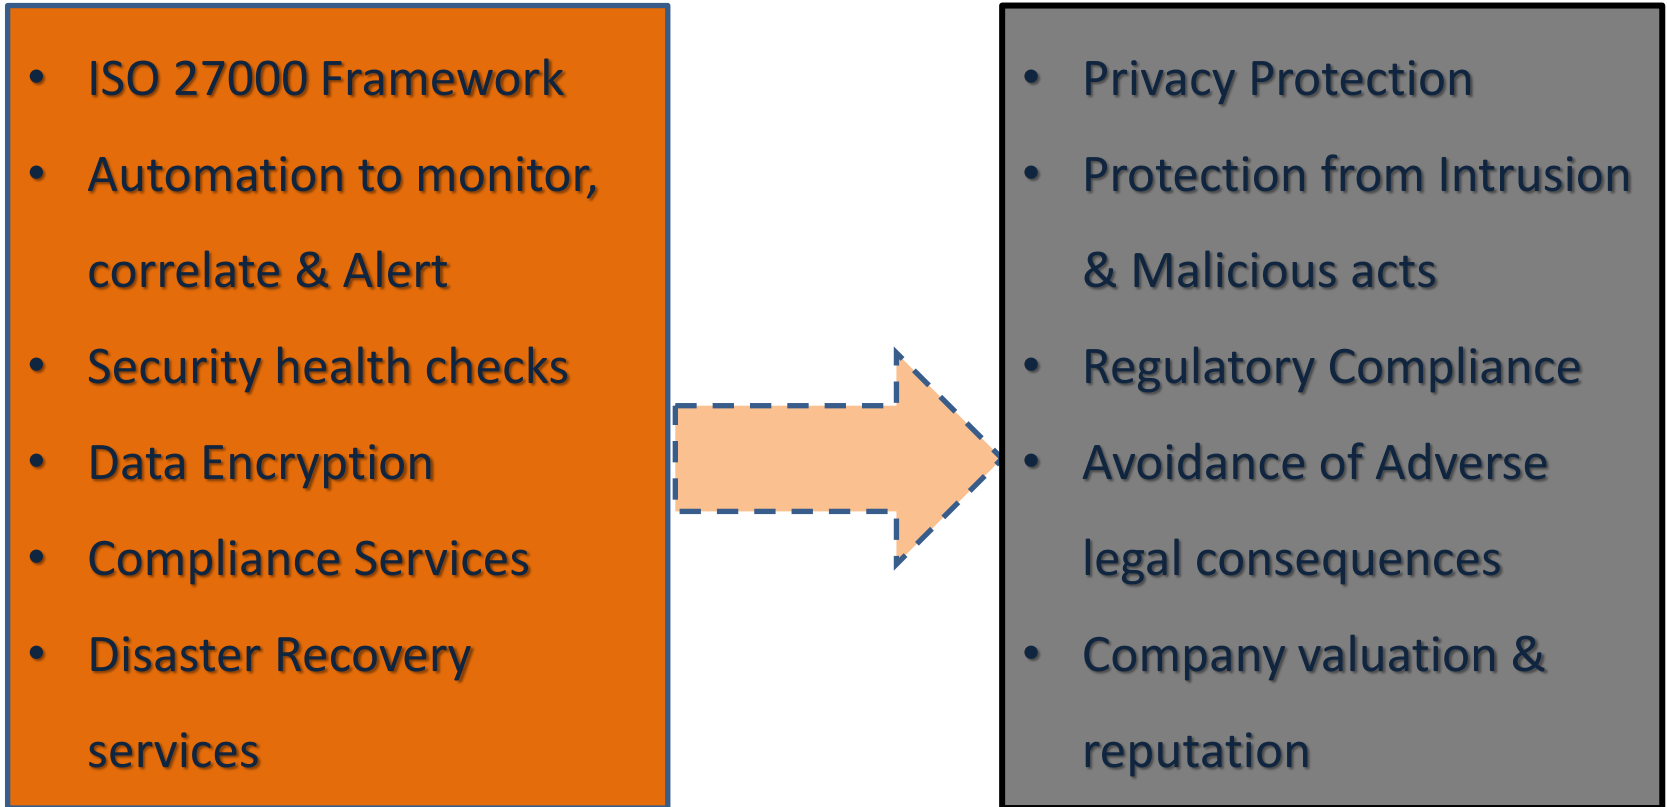 • ISO 27000 Framework
• Automation to monitor,
correlate & Alert
• Security health checks
• Data Encryption
• Compliance Services
• Disaster Recovery
services
• Privacy Protection
• Protection from Intrusion
& Malicious acts
• Regulatory Compliance
• Avoidance of Adverse
legal consequences
• Company valuation &
reputation